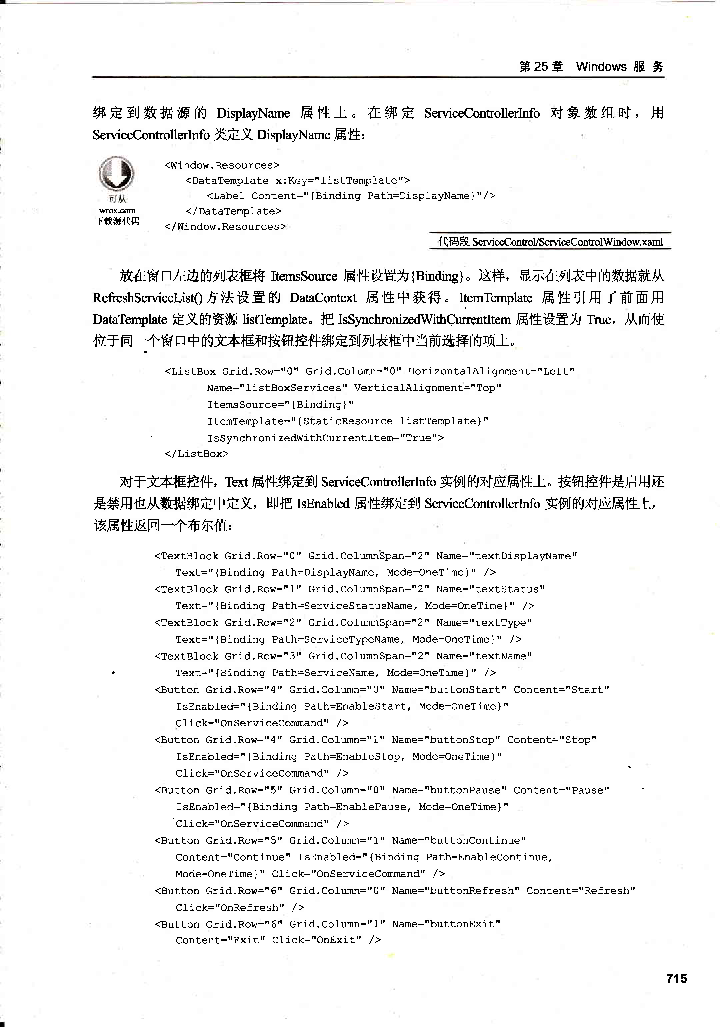 第 25 章 Windows 服 务
绑定到数据源的 DisplayName 属性上。在绑定 ServiceControllerInfo 对象数组时，用
ServiceControllerInfo 类定义 DisplayName 属性：
<Window.Resources>
<DataTemplate x:Key="listTemplate">
<Label Content="{Binding Path=DisplayName}"/>
</DataTemplate>
</Window.Resources>
可从
wrox.com
下载源代码
代码段 ServiceControl/ServiceControlWindow.xaml
放在窗口左边的列表框将 ItemsSource 属性设置为{Binding}。这样，显示在列表中的数据就从
RefreshServiceList()方法设置的 DataContext 属性中获得。ItemTemplate 属性引用了前面用
DataTemplate 定义的资源 listTemplate。把 IsSynchronizedWithCurrentItem 属性设置为 True，从而使
位于同一个窗口中的文本框和按钮控件绑定到列表框中当前选择的项上。
<ListBox Grid.Row="0" Grid.Column="0" HorizontalAlignment="Left"
Name="listBoxServices" VerticalAlignment="Top"
ItemsSource="{Binding}"
ItemTemplate="{StaticResource listTemplate}"
IsSynchronizedWithCurrentItem="True">
</ListBox>
对于文本框控件，Text 属性绑定到 ServiceControllerInfo 实例的对应属性上。按钮控件是启用还
是禁用也从数据绑定中定义，即把 IsEnabled 属性绑定到 ServiceControllerInfo 实例的对应属性上，
该属性返回一个布尔值：
<TextBlock Grid.Row="0" Grid.ColumnSpan="2" Name="textDisplayName"
Text="{Binding Path=DisplayName, Mode=OneTime}" />
<TextBlock Grid.Row="1" Grid.ColumnSpan="2" Name="textStatus"
Text="{Binding Path=ServiceStatusName, Mode=OneTime}" />
<TextBlock Grid.Row="2" Grid.ColumnSpan="2" Name="textType"
Text="{Binding Path=ServiceTypeName, Mode=OneTime}" />
<TextBlock Grid.Row="3" Grid.ColumnSpan="2" Name="textName"
Text="{Binding Path=ServiceName, Mode=OneTime}" />
<Button Grid.Row="4" Grid.Column="0" Name="buttonStart" Content="Start"
IsEnabled="{Binding Path=EnableStart, Mode=OneTime}"
Click="OnServiceCommand" />
<Button Grid.Row="4" Grid.Column="1" Name="buttonStop" Content="Stop"
IsEnabled="{Binding Path=EnableStop, Mode=OneTime}"
Click="OnServiceCommand" />
<Button Grid.Row="5" Grid.Column="0" Name="buttonPause" Content="Pause"
IsEnabled="{Binding Path=EnablePause, Mode=OneTime}"
Click="OnServiceCommand" />
<Button Grid.Row="5" Grid.Column="1" Name="buttonContinue"
Content="Continue" IsEnabled="{Binding Path=EnableContinue,
Mode=OneTime}" Click="OnServiceCommand" />
<Button Grid.Row="6" Grid.Column="0" Name="buttonRefresh" Content="Refresh"
Click="OnRefresh" />
<Button Grid.Row="6" Grid.Column="1" Name="buttonExit"
Content="Exit" Click="OnExit" />
715